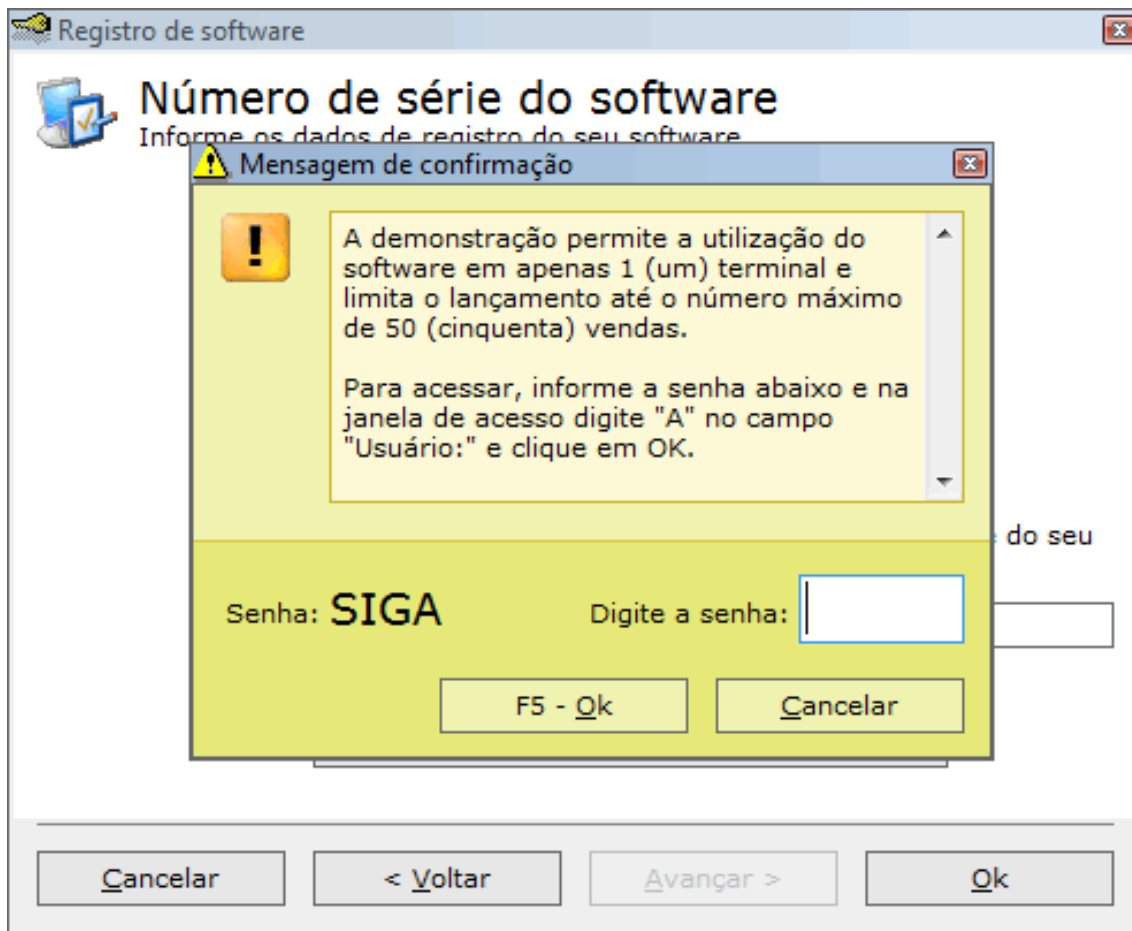 Registro de software
Número de série do software
Informe os dados de registro do seu software
Mensagem de confirmação
A demonstração permite a utilização do
software em apenas 1 (um) terminal e
limita o lançamento até o número máximo
de 50 (cinquenta) vendas.
Para acessar, informe a senha abaixo e na
janela de acesso digite "A" no campo
"Usuário:" e clique em OK.
do seu
Senha: SIGA Digite a senha:
F5 - Ok Cancelar
Cancelar < Voltar Avançar > Ok